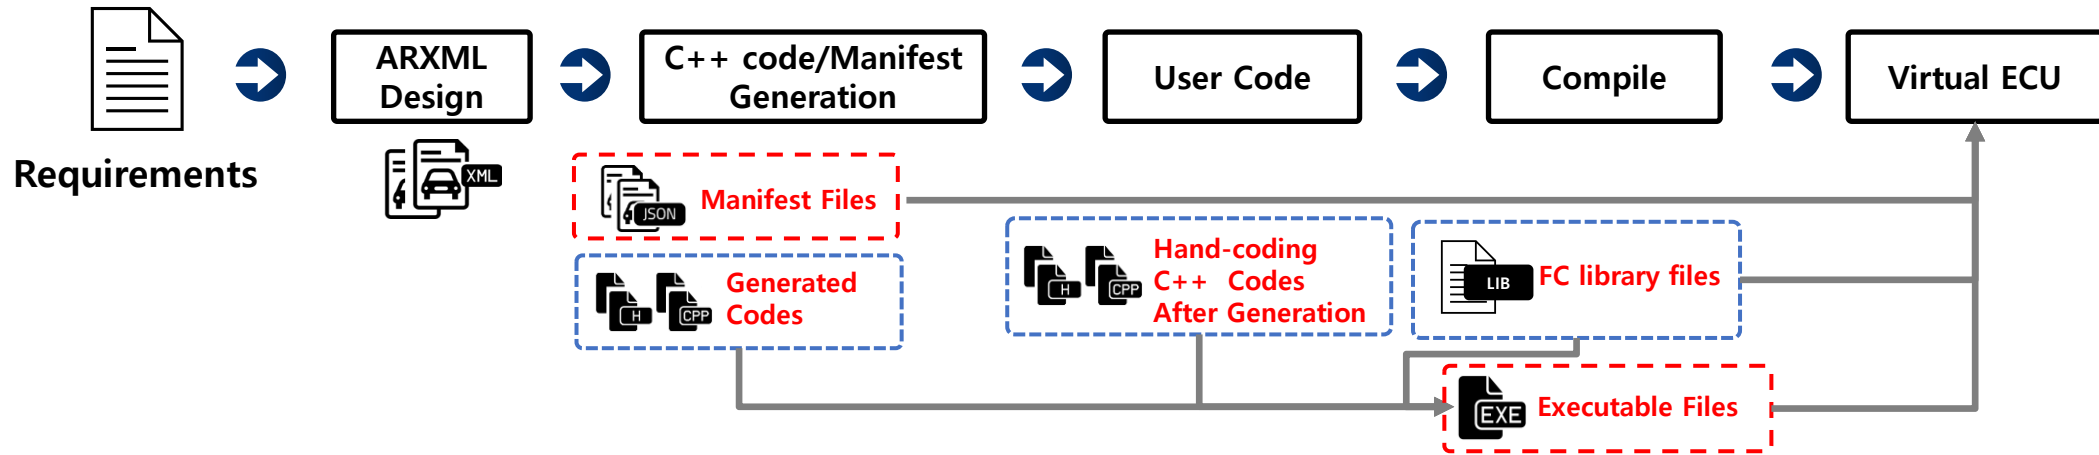 Requirements
ARXML
Design
C++ code/Manifest
Generation
User Code
Compile
Virtual ECU
XML
JSON
Manifest Files
H
CPP
Generated
Codes
H
CPP
Hand-coding
C++ Codes
After Generation
LIB
FC library files
EXE
Executable Files